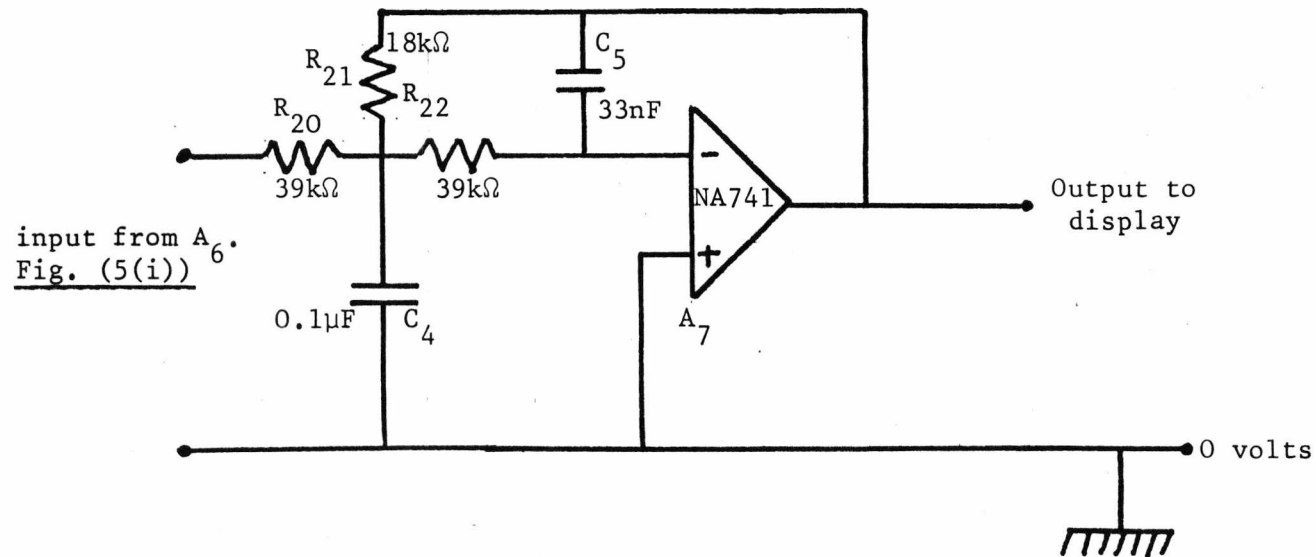 18kΩ
R21
R22
C5
33nF
R20
39kΩ
39kΩ
-
NA741
+
Output to
display
input from A6.
Fig. (5(i))
0.1µF
C4
A7
0 volts